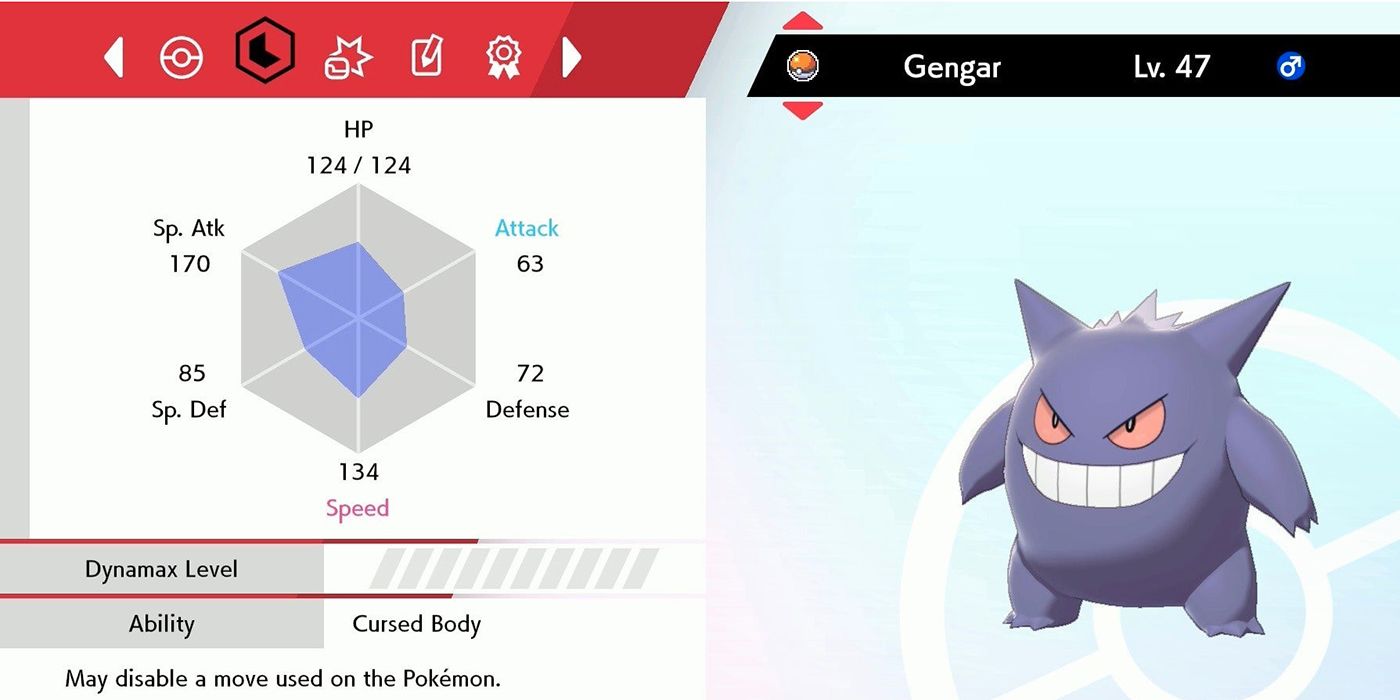 Gengar Lv. 47 ♂
HP
124 / 124
Sp. Atk
170
Attack
63
85
Sp. Def
72
Defense
134
Speed
Dynamax Level
Ability Cursed Body
May disable a move used on the Pokémon.